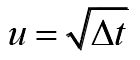 u = √Δt